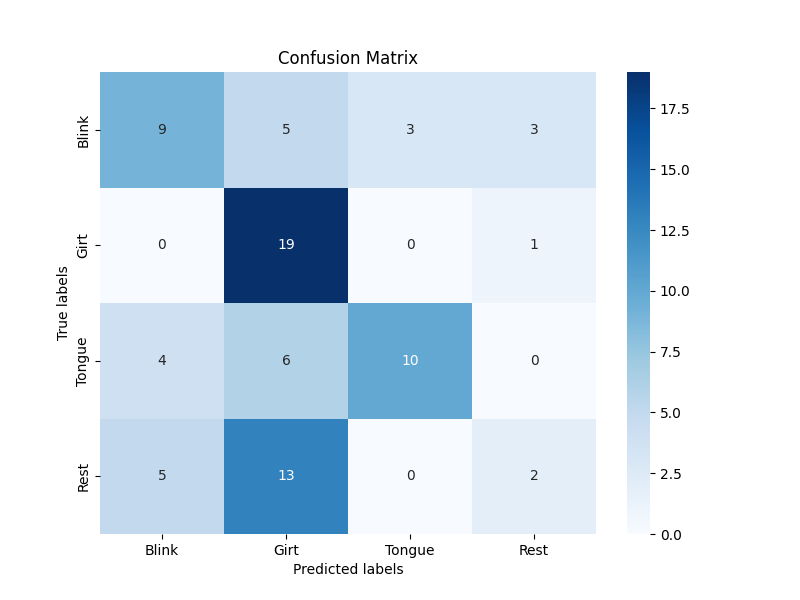 Confusion Matrix
Blink 9 5 3 3
Girt 0 19 0 1
Tongue 4 6 10 0
Rest 5 13 0 2
Blink Girt Tongue Rest
Predicted labels
True labels
17.5
15.0
12.5
10.0
7.5
5.0
2.5
0.0